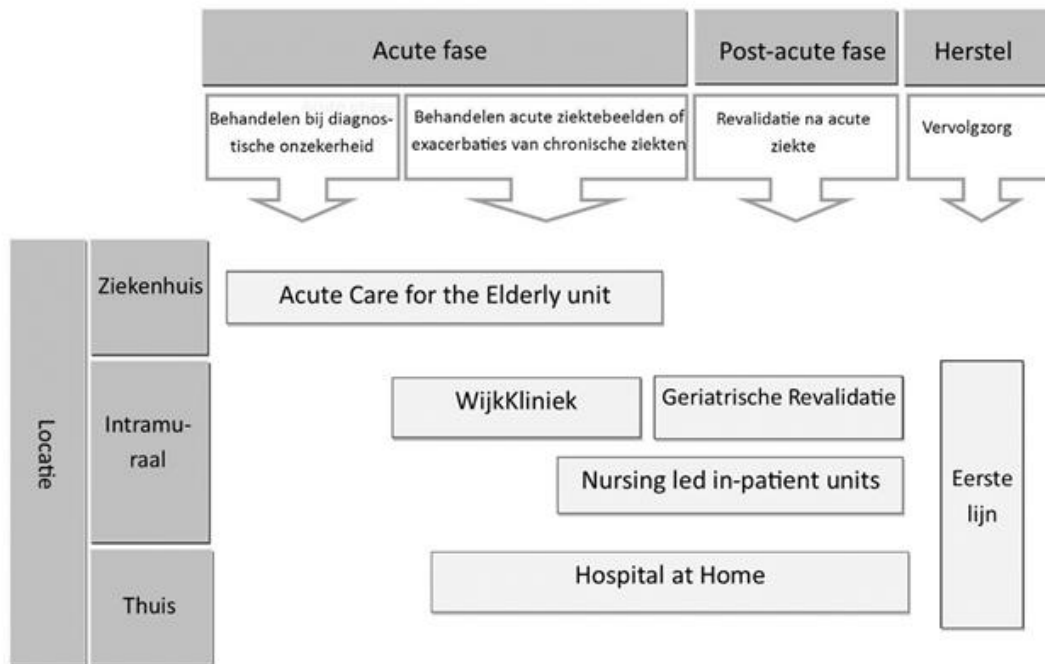 Acute fase
Post-acute fase
Herstel
Behandelen bij diagnos-
tische onzekerheid
Behandelen acute ziektebeelden of
exacerbaties van chronische ziekten
Revalidatie na acute
ziekte
Vervolgzorg
Locatie
Ziekenhuis
Acute Care for the Elderly unit
Intramu-
raal
WijkKliniek
Geriatrische Revalidatie
Nursing led in-patient units
Eerste
lijn
Thuis
Hospital at Home